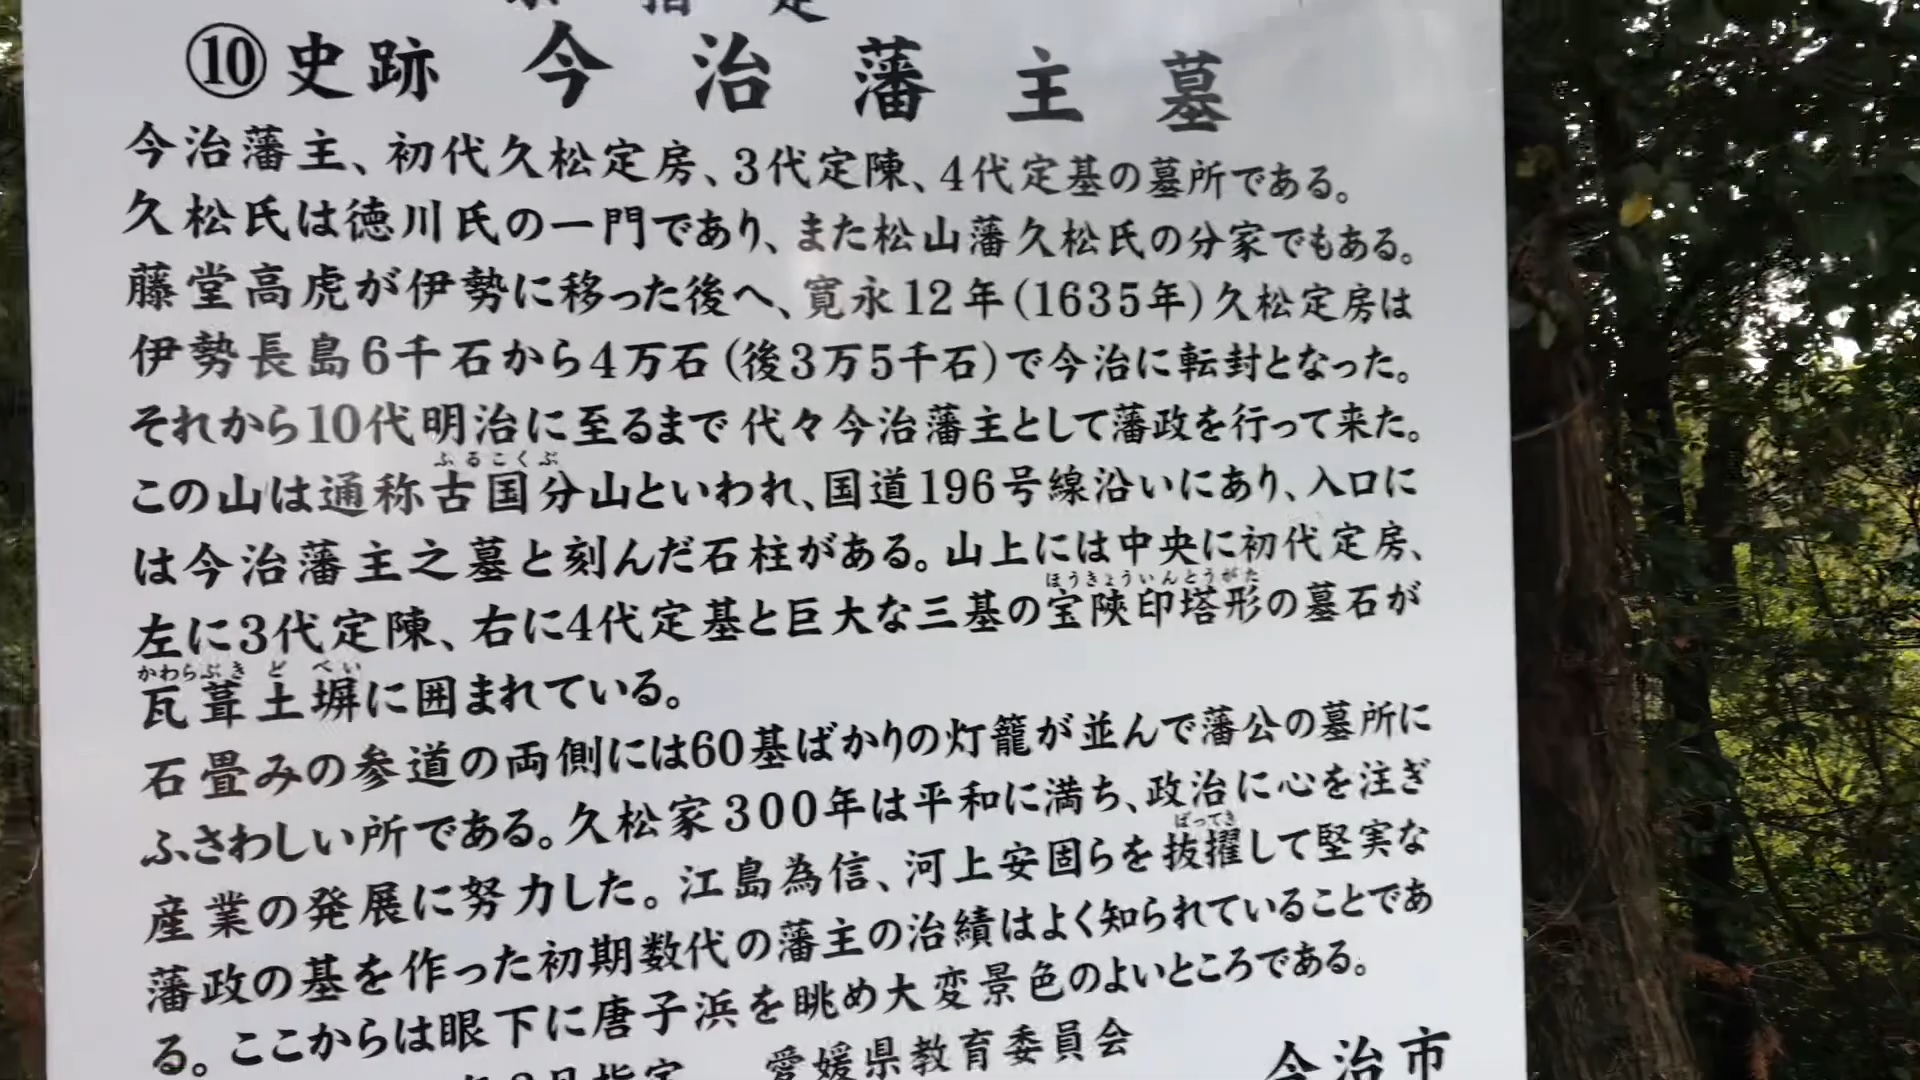 県指定
⑩史跡 今治藩主墓
今治藩主、初代久松定房、3代定陳、4代定基の墓所である。
久松氏は徳川氏の一門であり、また松山藩久松氏の分家でもある。
藤堂高虎が伊勢に移った後へ、寛永12年(1635年)久松定房は
伊勢長島6千石から4万石(後3万5千石)で今治に転封となった。
それから10代明治に至るまで代々今治藩主として藩政を行って来た。
ふるこくぶ
この山は通称古国分山といわれ、国道196号線沿いにあり、入口に
は今治藩主之墓と刻んだ石柱がある。山上には中央に初代定房、
ほうきょういんとうがた
左に3代定陳、右に4代定基と巨大な三基の宝陜印塔形の墓石が
かわらぶきどべい
瓦葺土塀に囲まれている。
石畳みの参道の両側には60基ばかりの灯籠が並んで藩公の墓所に
ふさわしい所である。久松家300年は平和に満ち、政治に心を注ぎ
ばってき
産業の発展に努力した。江島為信、河上安固らを抜擢して堅実な
藩政の基を作った初期数代の藩主の治績はよく知られていることであ
る。ここからは眼下に唐子浜を眺め大変景色のよいところである。
月指定 愛媛県教育委員会
今治市